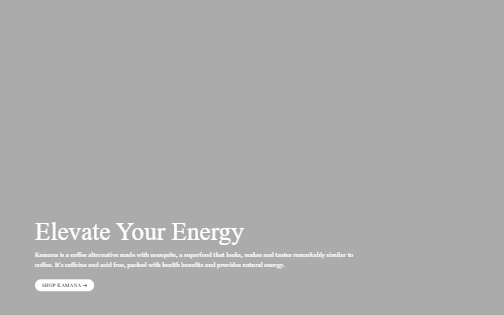 Elevate Your Energy
Kamana is a coffee alternative made with mesquite, a superfood that looks, makes and tastes remarkably similar to
coffee. It's caffeine and acid free, packed with health benefits and provides natural energy.
SHOP KAMANA →